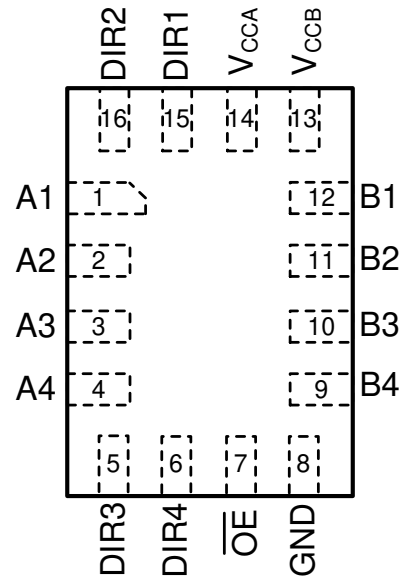 DIR2 DIR1 VCCA VCCB
16 15 14 13
A1 1 12 B1
A2 2 11 B2
A3 3 10 B3
A4 4 9 B4
5 6 7 8
DIR3 DIR4 O̅E̅ GND